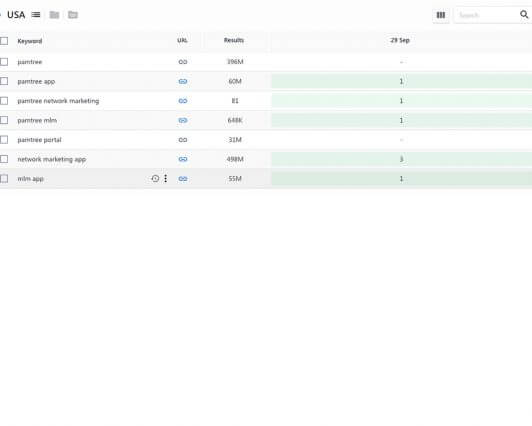 USA Search
Keyword URL Results 29 Sep
pamtree 396M -
pamtree app 60M 1
pamtree network marketing 81 1
pamtree mlm 648K 1
pamtree portal 31M -
network marketing app 498M 3
mlm app 55M 1